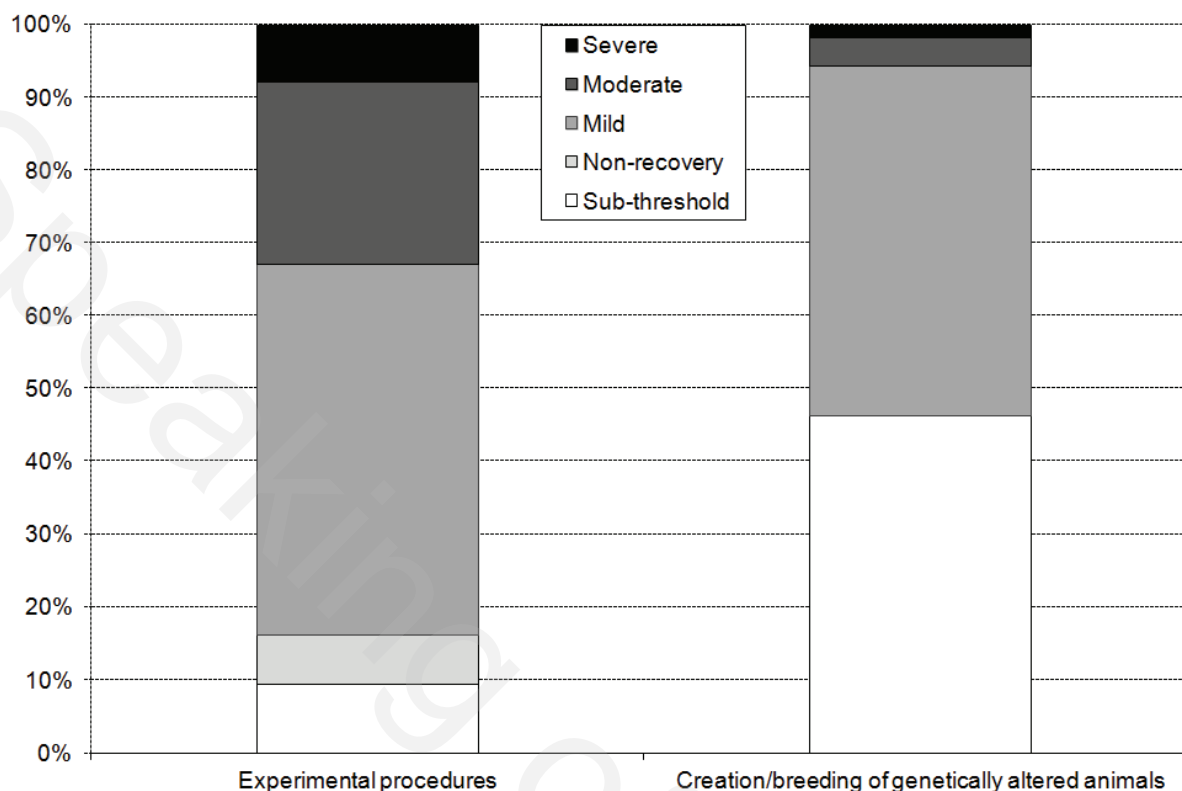 100%
90%
80%
70%
60%
50%
40%
30%
20%
10%
0%
Severe
Moderate
Mild
Non-recovery
Sub-threshold
Experimental procedures
Creation/breeding of genetically altered animals
Speaking